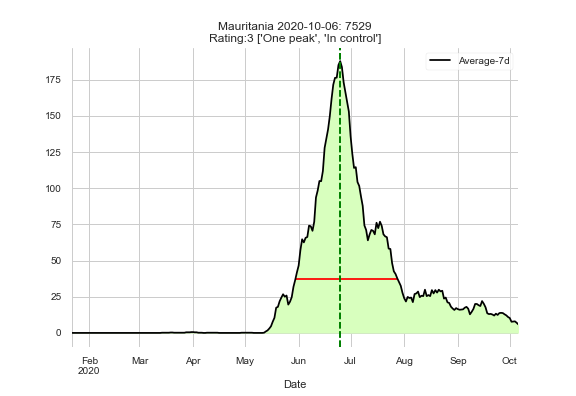 Mauritania 2020-10-06: 7529
Rating:3 ['One peak', 'In control']
Average-7d
175
150
125
100
75
50
25
0
Feb
2020
Mar
Apr
May
Jun
Jul
Aug
Sep
Oct
Date